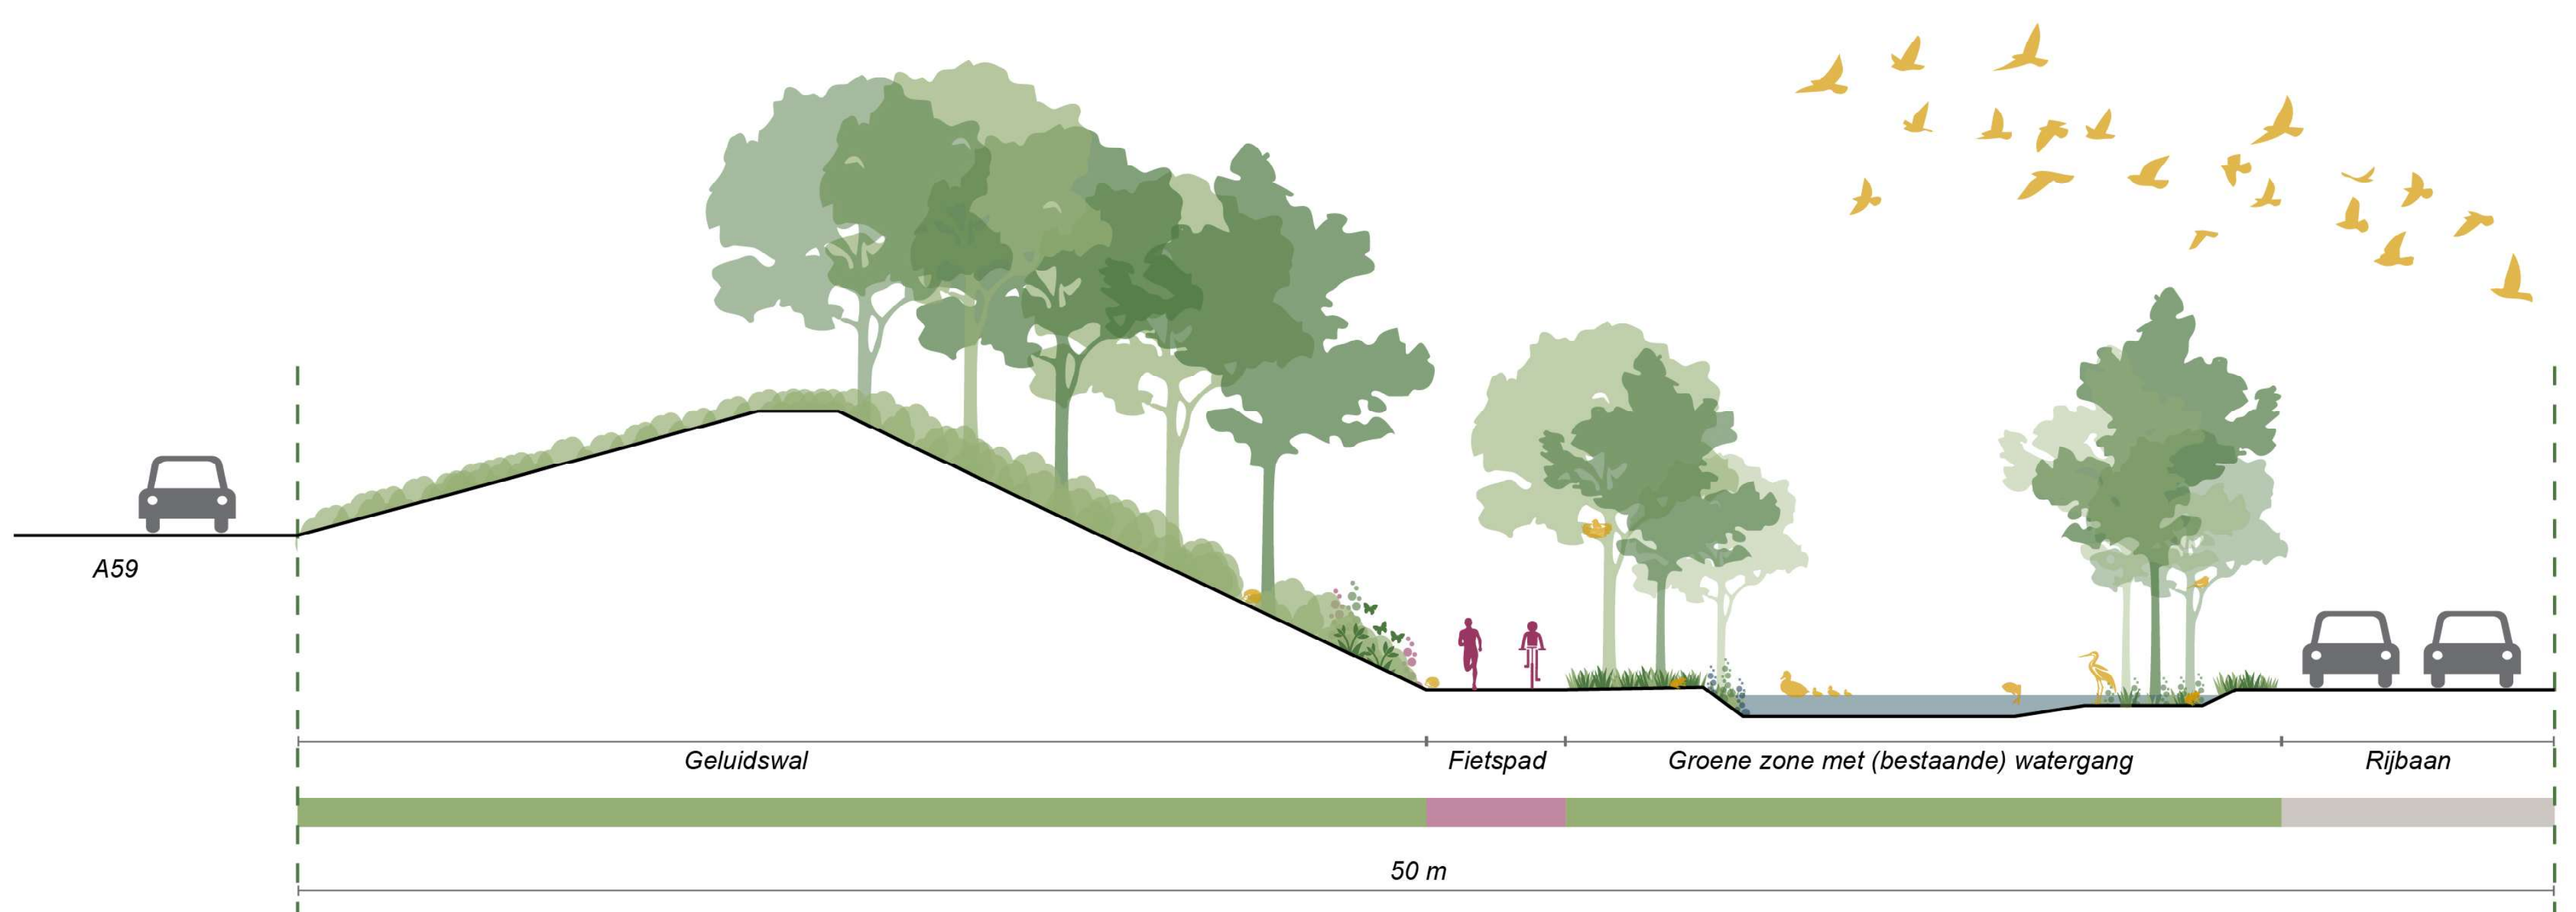 A59
Geluidswal
Fietspad
Groene zone met (bestaande) watergang
Rijbaan
50 m